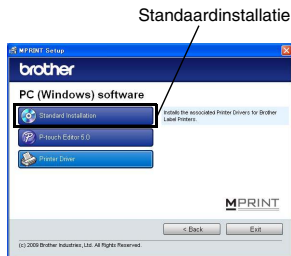 Standaardinstallatie
MPRINT Setup
brother
PC (Windows) software
Standard Installation
Installs the associated Printer Drivers for Brother
Label Printers.
P-touch Editor 5.0
Printer Driver
MPRINT
< Back
Exit
(c) 2009 Brother Industries, Ltd. All Rights Reserved.